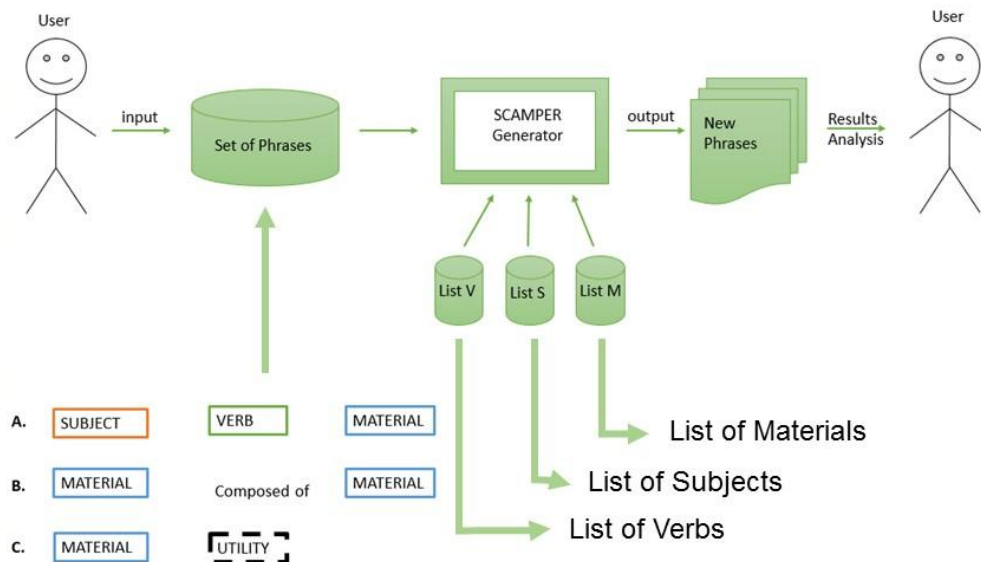 User
User
input
Set of Phrases
SCAMPER
Generator
output
New
Phrases
Results
Analysis
List V
List S
List M
A.
SUBJECT
VERB
MATERIAL
List of Materials
B.
MATERIAL
Composed of
MATERIAL
List of Subjects
C.
MATERIAL
UTILITY
List of Verbs